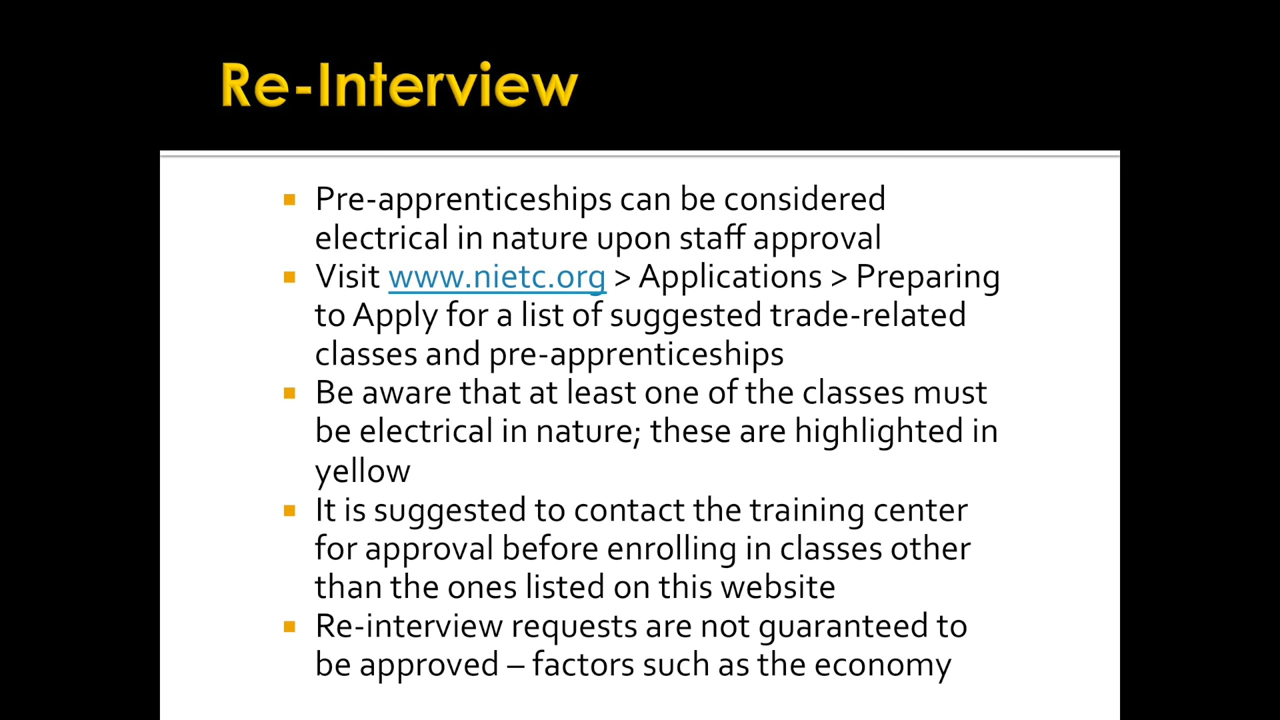 Re-Interview
Pre-apprenticeships can be considered
electrical in nature upon staff approval
Visit www.nietc.org > Applications > Preparing
to Apply for a list of suggested trade-related
classes and pre-apprenticeships
Be aware that at least one of the classes must
be electrical in nature; these are highlighted in
yellow
It is suggested to contact the training center
for approval before enrolling in classes other
than the ones listed on this website
Re-interview requests are not guaranteed to
be approved – factors such as the economy